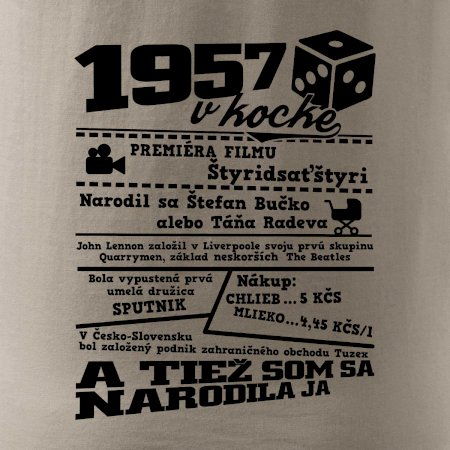 1957
v kocke
PREMIÉRA FILMU
Štyridsaťštyri
Narodil sa Štefan Bučko
alebo Táňa Radeva
John Lennon založil v Liverpoole svoju prvú skupinu
Quarrymen, základ neskorších The Beatles
Bola vypustená prvá
umelá družica
SPUTNIK
Nákup:
CHLIEB...5 KČS
MLIEKO...4,45 KČS/l
V Česko-Slovensku
bol založený podnik zahraničného obchodu Tuzex
A TIEŽ SOM SA
NARODILA JA